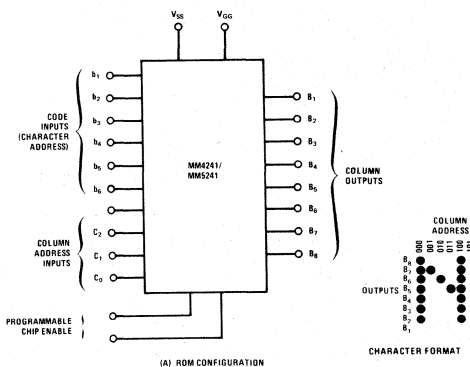 VSS
VGG
b1
b2
b3
b4
b5
b6
CODE
INPUTS
(CHARACTER
ADDRESS)
C2
C1
C0
COLUMN
ADDRESS
INPUTS
PROGRAMMABLE
CHIP ENABLE
MM4241/
MM5241
B1
B2
B3
B4
B5
B6
B7
B8
COLUMN
OUTPUTS
(A) ROM CONFIGURATION
COLUMN
ADDRESS
000
001
010
011
100
101
B8
B7
B6
B5
B4
B3
B2
B1
OUTPUTS
CHARACTER FORMAT